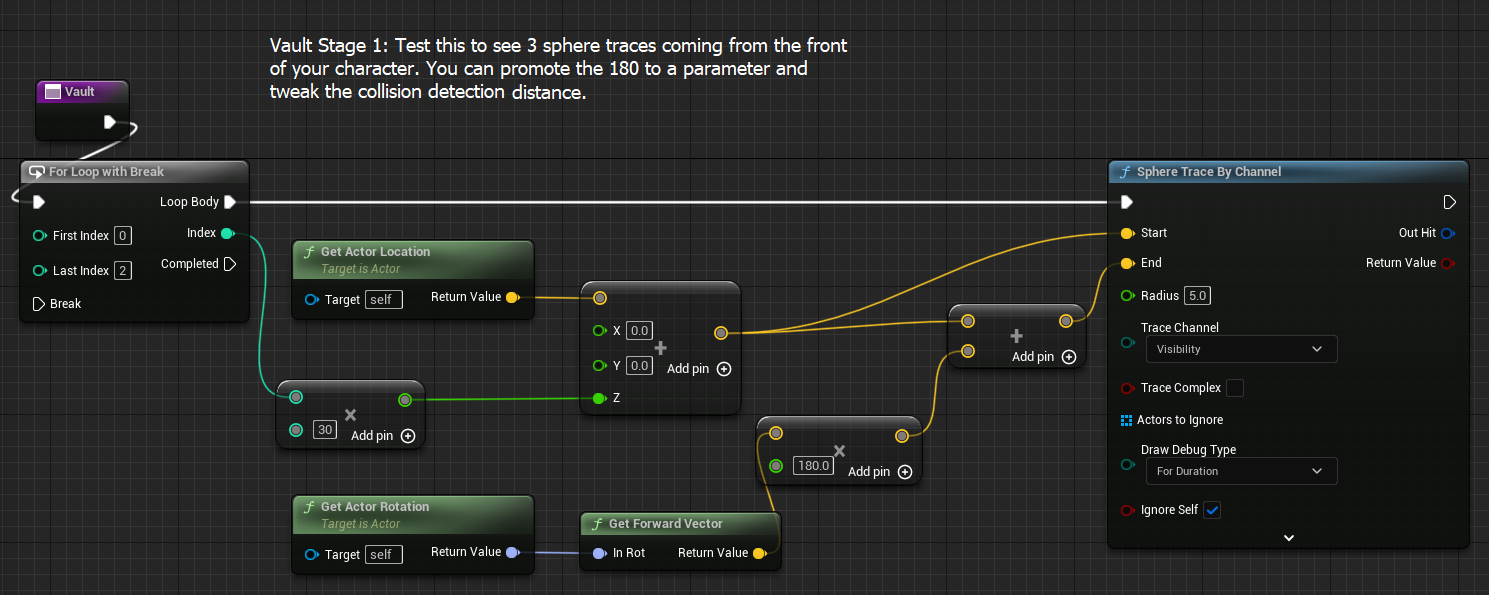 Vault Stage 1: Test this to see 3 sphere traces coming from the front
of your character. You can promote the 180 to a parameter and
tweak the collision detection distance.
Vault
For Loop with Break
Loop Body
First Index 0
Index
Last Index 2
Completed
Break
Get Actor Location
Target is Actor
Target self
Return Value
X 0.0
Y 0.0
Z
+
Add pin
30
×
Add pin
Get Actor Rotation
Target is Actor
Target self
Return Value
Get Forward Vector
In Rot
Return Value
180.0
×
Add pin
+
Add pin
Sphere Trace By Channel
Start
Out Hit
End
Return Value
Radius 5.0
Trace Channel
Visibility
Trace Complex
Actors to Ignore
Draw Debug Type
For Duration
Ignore Self